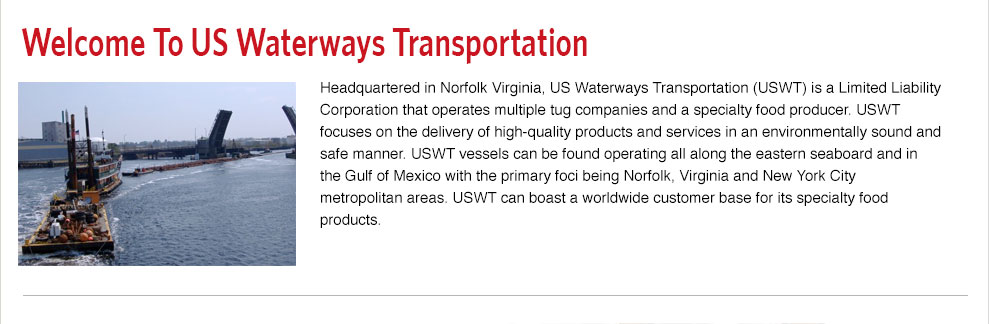 Welcome To US Waterways Transportation
Headquartered in Norfolk Virginia, US Waterways Transportation (USWT) is a Limited Liability
Corporation that operates multiple tug companies and a specialty food producer. USWT
focuses on the delivery of high-quality products and services in an environmentally sound and
safe manner. USWT vessels can be found operating all along the eastern seaboard and in
the Gulf of Mexico with the primary foci being Norfolk, Virginia and New York City
metropolitan areas. USWT can boast a worldwide customer base for its specialty food
products.